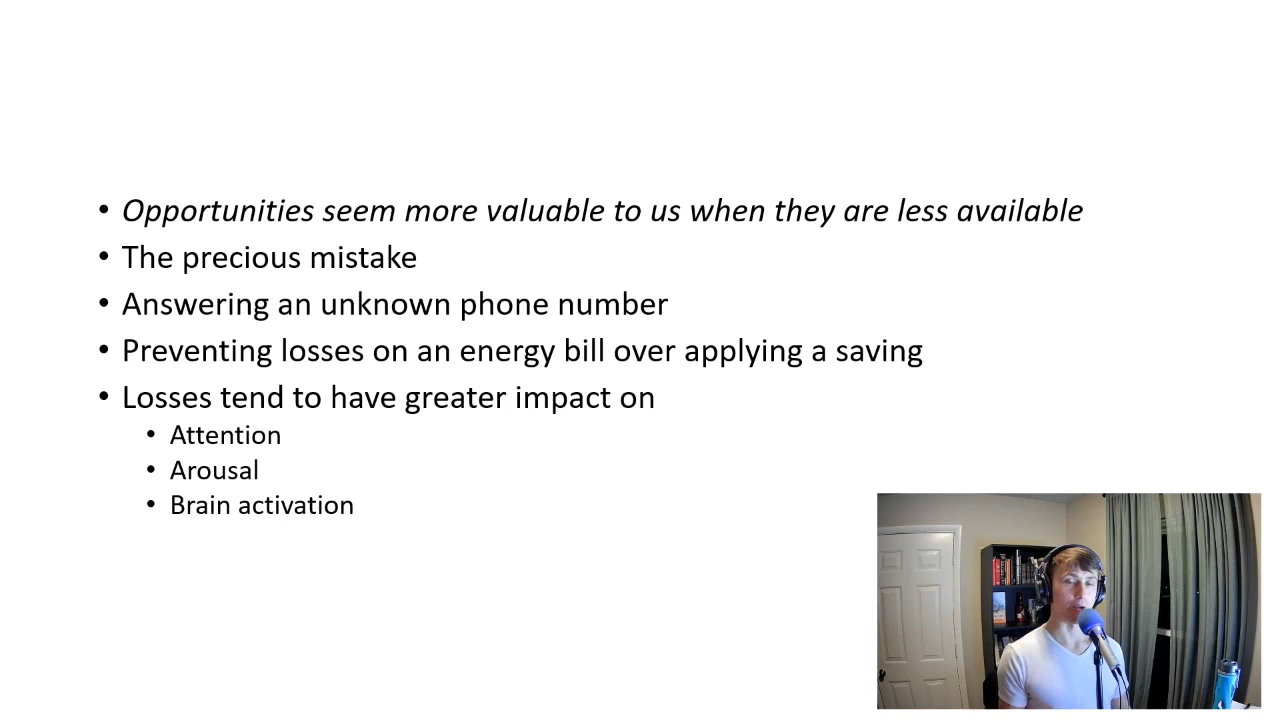 • Opportunities seem more valuable to us when they are less available
• The precious mistake
• Answering an unknown phone number
• Preventing losses on an energy bill over applying a saving
• Losses tend to have greater impact on
• Attention
• Arousal
• Brain activation